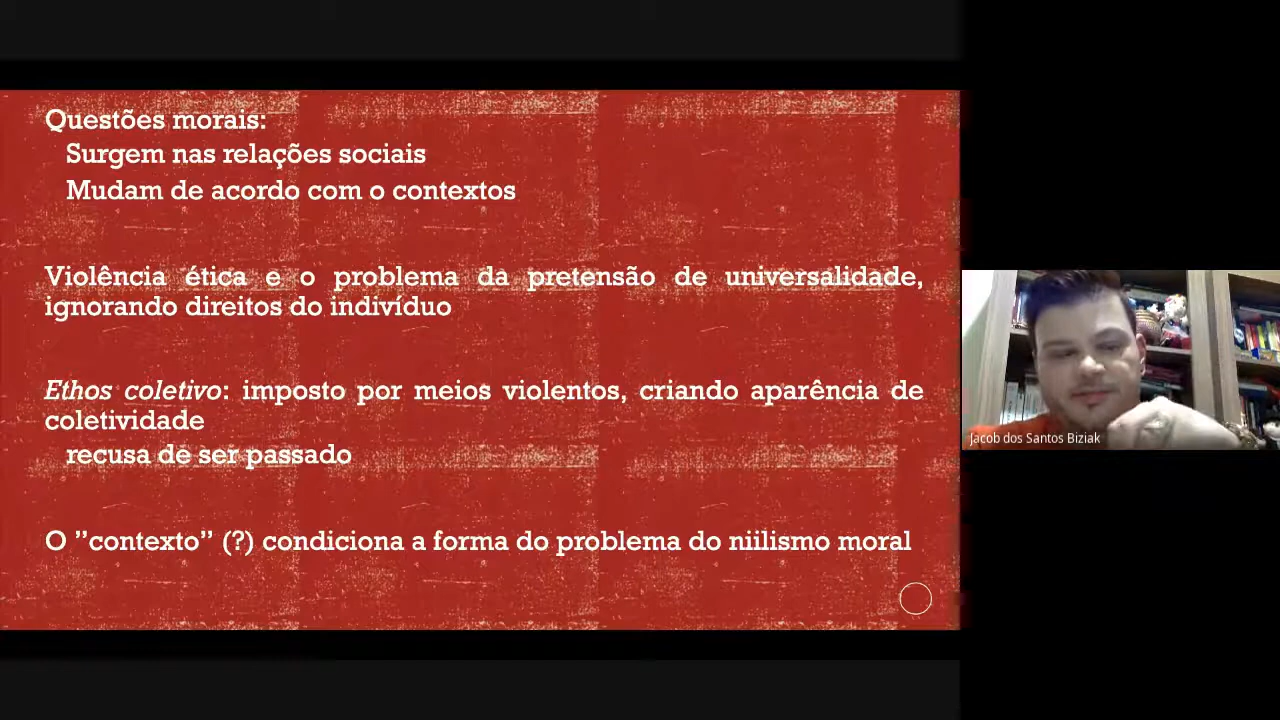 Questões morais:
Surgem nas relações sociais
Mudam de acordo com o contextos
Violência ética e o problema da pretensão de universalidade,
ignorando direitos do indivíduo
Ethos coletivo: imposto por meios violentos, criando aparência de
coletividade
recusa de ser passado
O ”contexto” (?) condiciona a forma do problema do niilismo moral
Jacob dos Santos Biziak